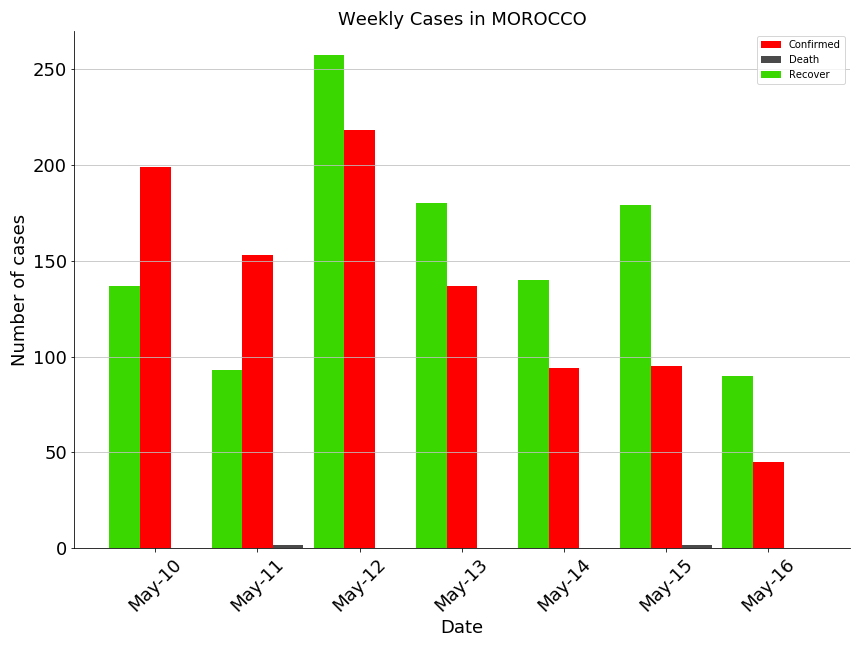 Weekly Cases in MOROCCO
Confirmed
Death
Recover
Number of cases
250
200
150
100
50
0
May-10
May-11
May-12
May-13
May-14
May-15
May-16
Date